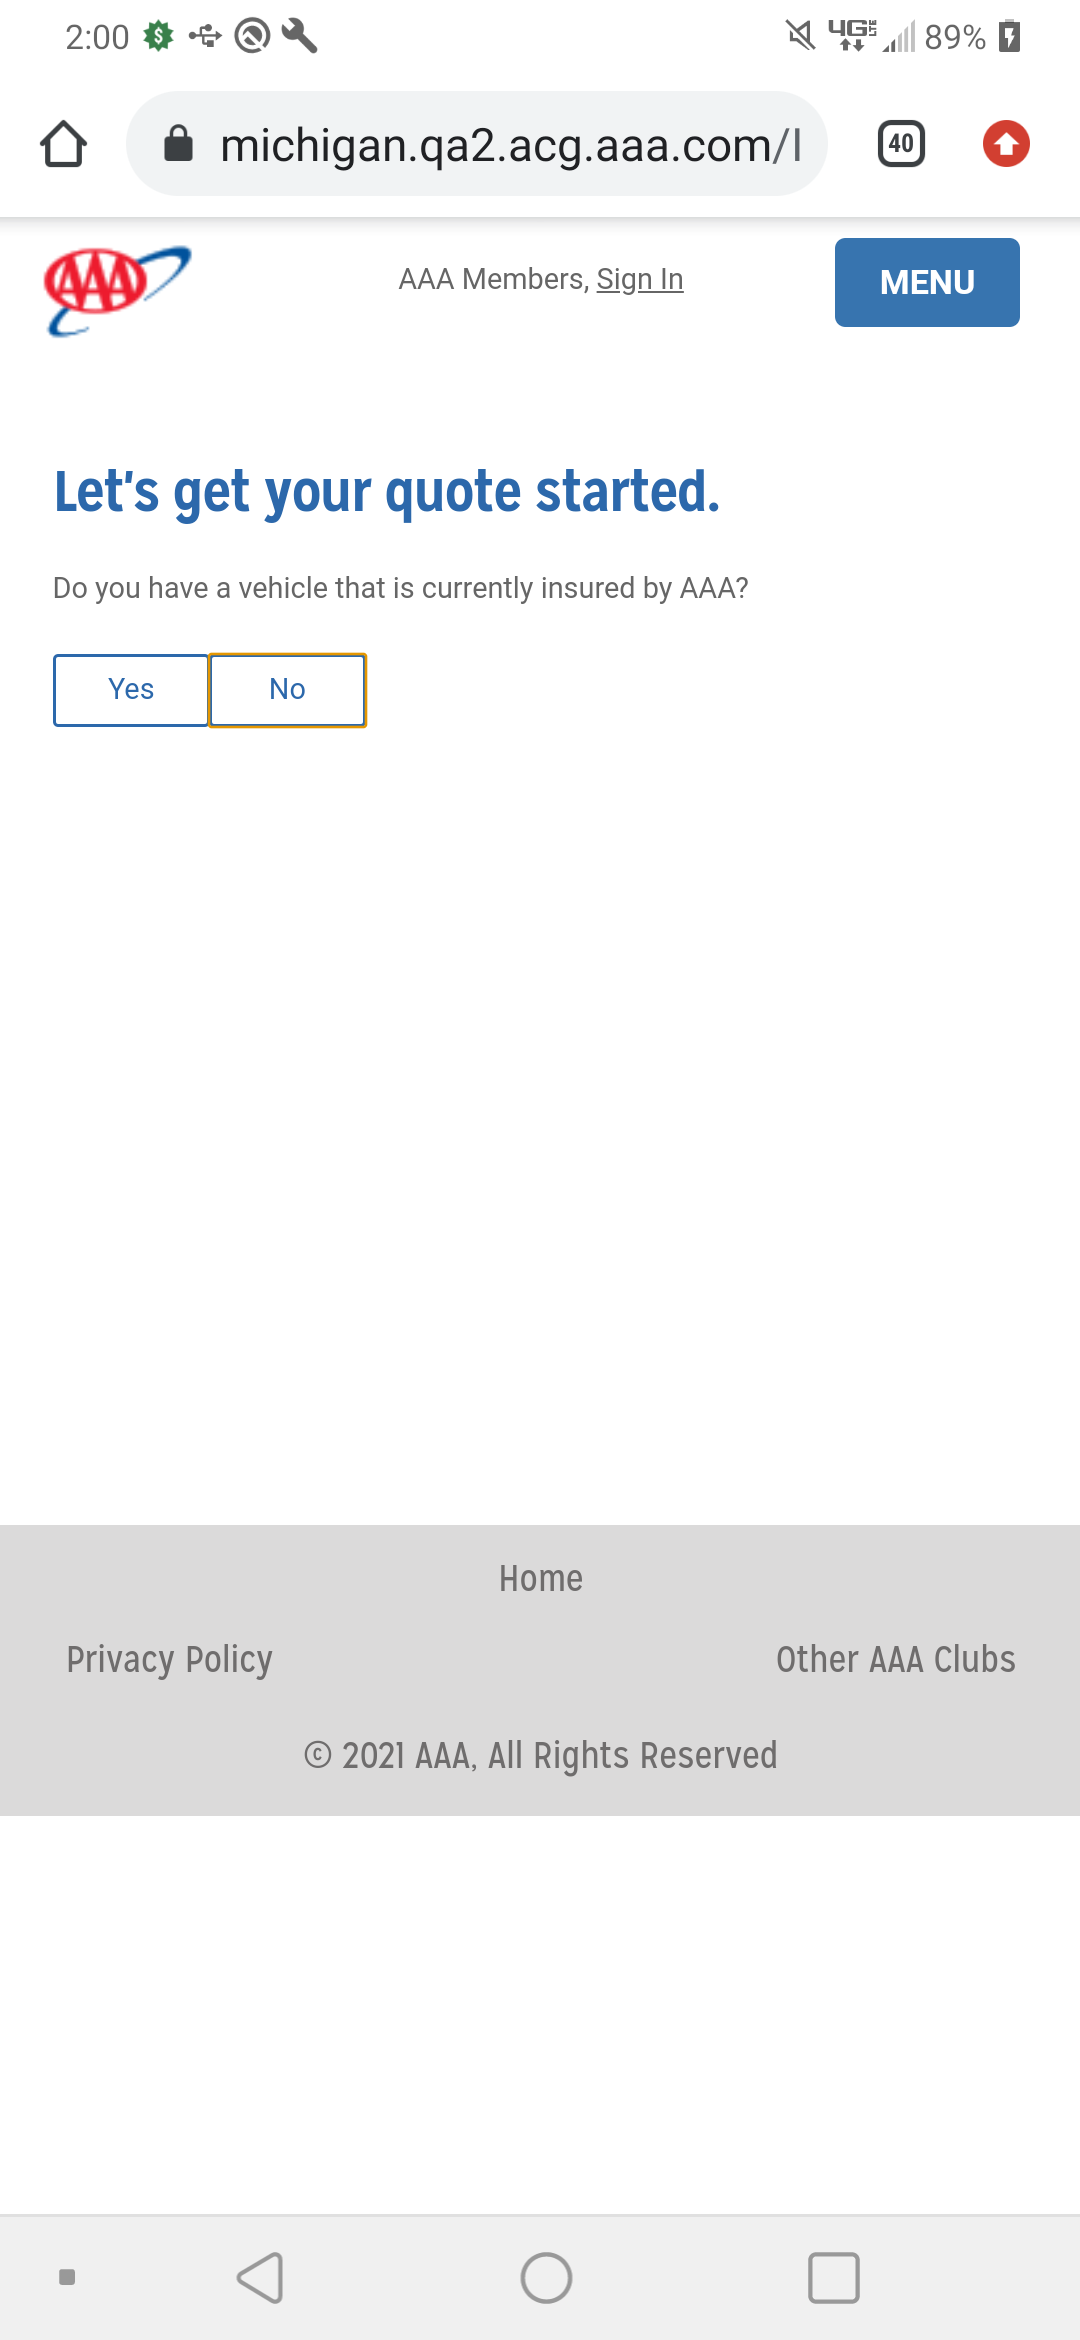 2:00 4G LTE 89%
michigan.qa2.acg.aaa.com/l
40
AAA
AAA Members, Sign In
MENU
Let's get your quote started.
Do you have a vehicle that is currently insured by AAA?
Yes No
Home
Privacy Policy Other AAA Clubs
© 2021 AAA, All Rights Reserved